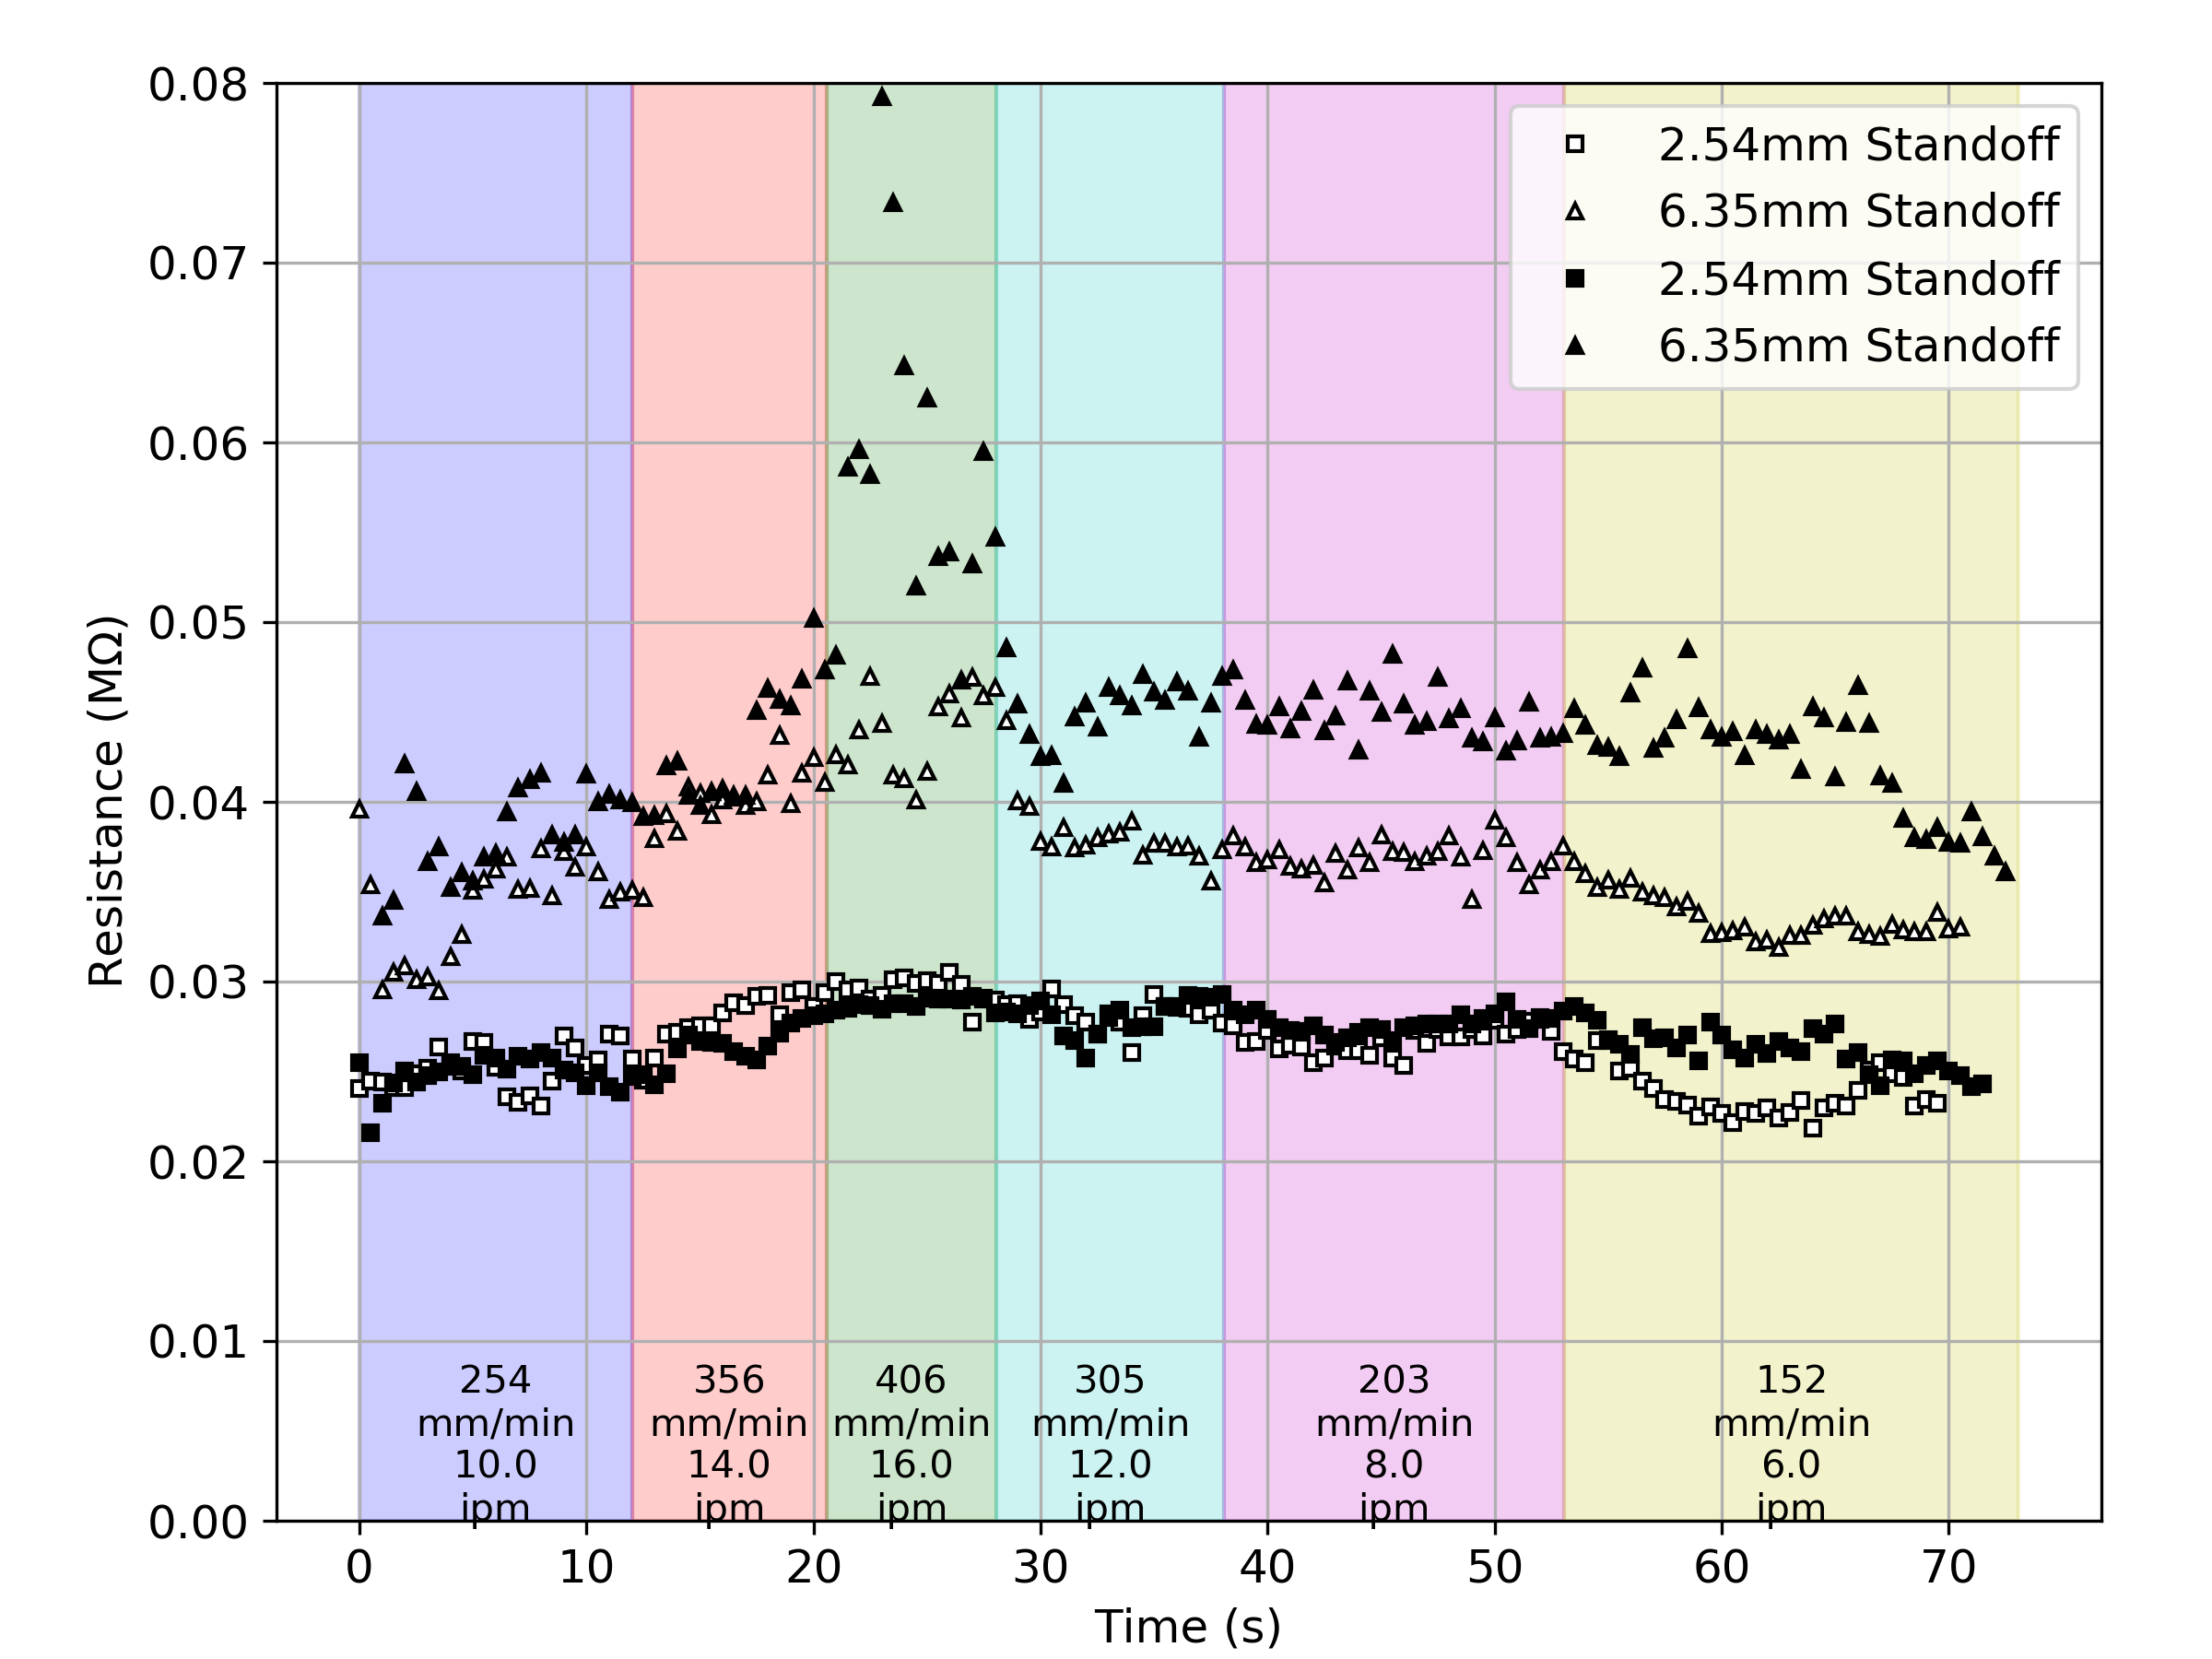 0.08
0.07
0.06
0.05
0.04
0.03
0.02
0.01
0.00
Resistance (MΩ)
2.54mm Standoff
6.35mm Standoff
2.54mm Standoff
6.35mm Standoff
254
mm/min
10.0
ipm
356
mm/min
14.0
ipm
406
mm/min
16.0
ipm
305
mm/min
12.0
ipm
203
mm/min
8.0
ipm
152
mm/min
6.0
ipm
0 10 20 30 40 50 60 70
Time (s)